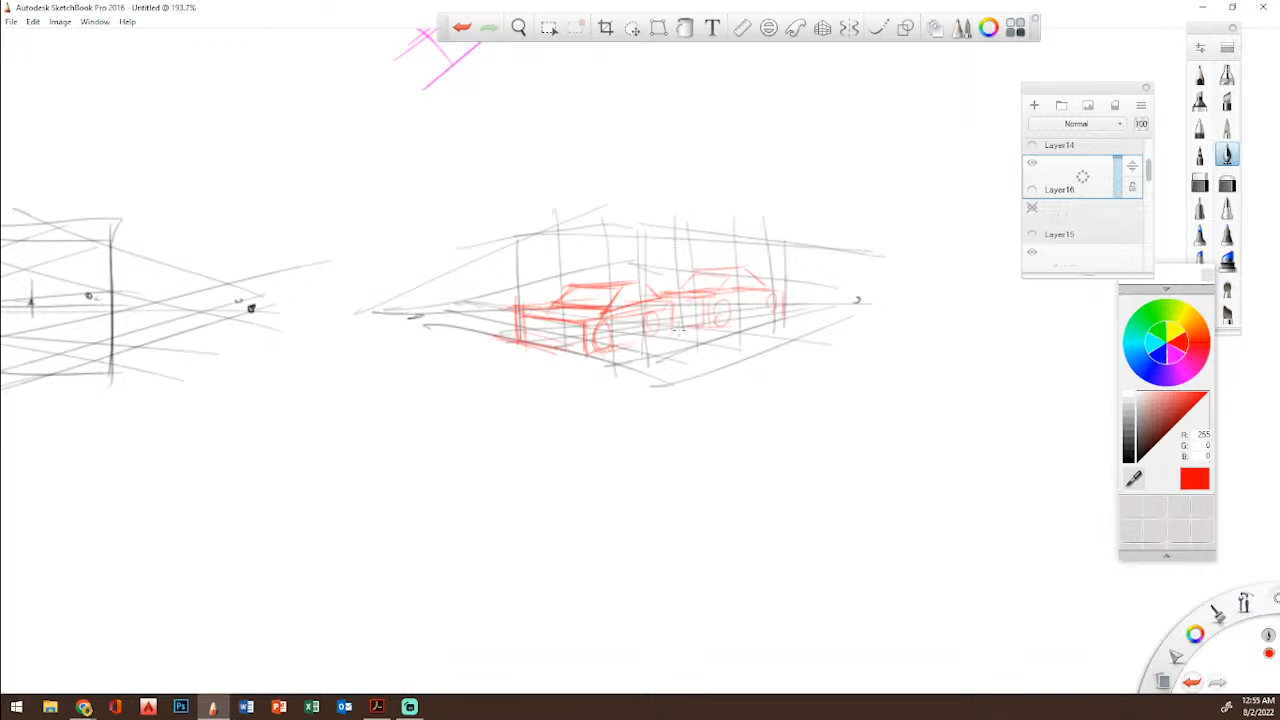 Autodesk SketchBook Pro 2016 - Untitled @ 193.7%
File Edit Image Window Help
T
Normal
100
Layer14
Layer16
Layer15
R: 255
G: 0
B: 0
12:55 AM
8/2/2022